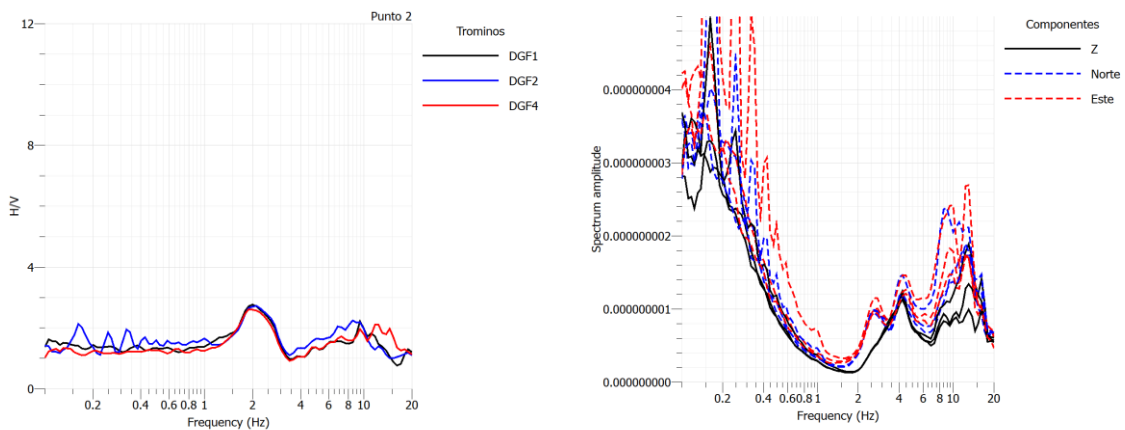 Punto 2
Trominos
DGF1
DGF2
DGF4
12
8
4
0
H/V
0.2 0.4 0.6 0.8 1 2 4 6 8 10 20
Frequency (Hz)
Componentes
Z
Norte
Este
0.000000004
0.000000003
0.000000002
0.000000001
0.000000000
Spectrum amplitude
0.2 0.4 0.6 0.8 1 2 4 6 8 10 20
Frequency (Hz)